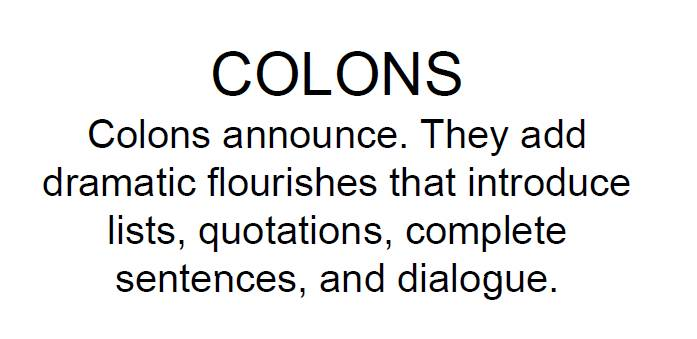 COLONS
Colons announce. They add
dramatic flourishes that introduce
lists, quotations, complete
sentences, and dialogue.